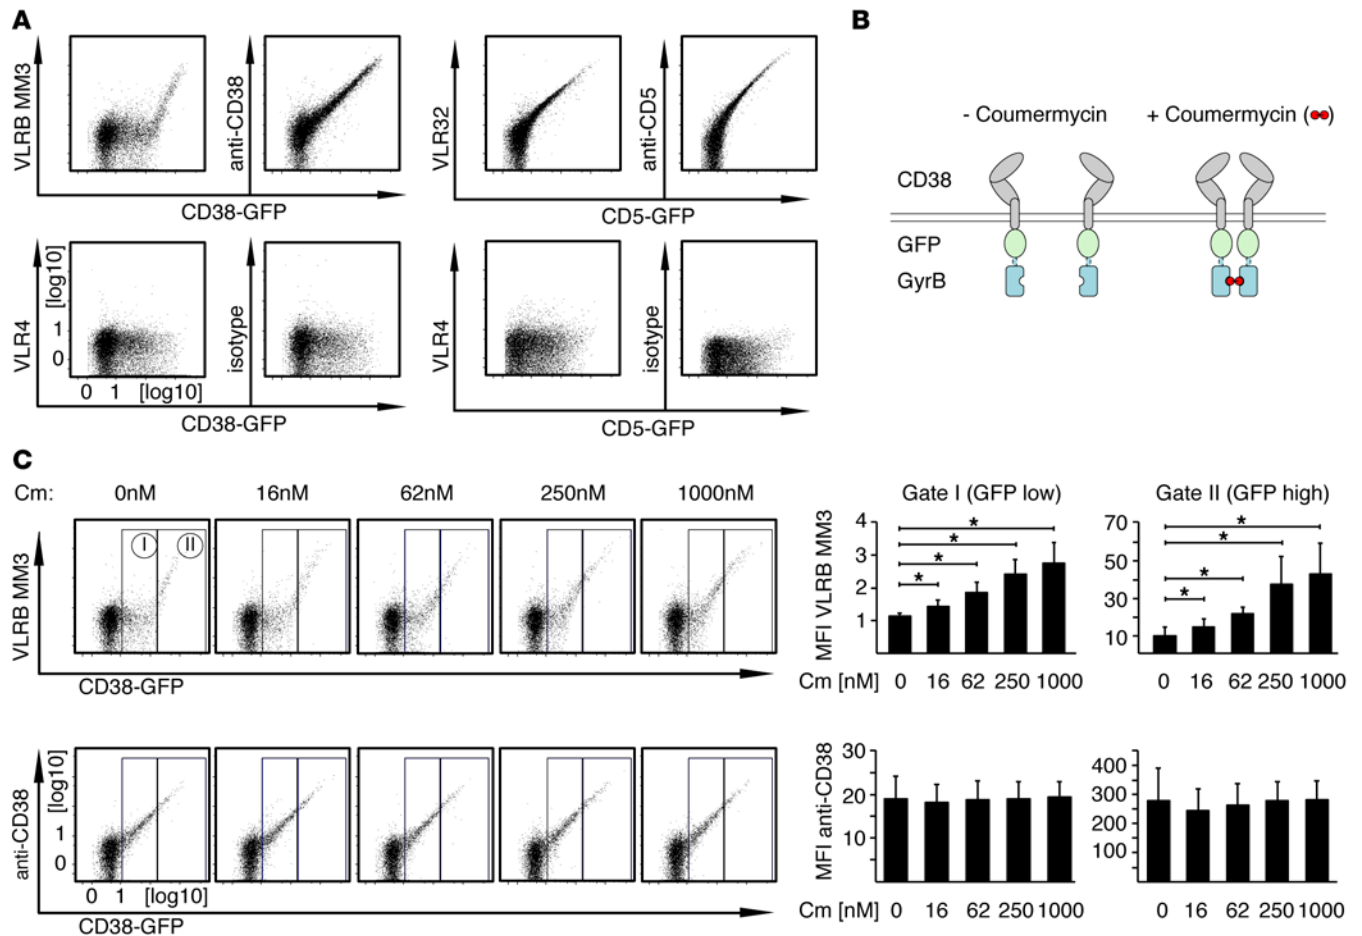 A
VLRB MM3
anti-CD38
CD38-GFP
VLR32
anti-CD5
CD5-GFP
VLR4
[log10]
1
0
0 1 [log10]
isotype
CD38-GFP
VLR4
isotype
CD5-GFP
B
- Coumermycin
+ Coumermycin ( )
CD38
GFP
GyrB
C
Cm: 0nM 16nM 62nM 250nM 1000nM
VLRB MM3
I II
CD38-GFP
Gate I (GFP low)
MFI VLRB MM3
4
3
2
1
* * * *
Cm [nM] 0 16 62 250 1000
Gate II (GFP high)
70
50
30
10
* * * *
0 16 62 250 1000
anti-CD38
[log10]
1
0
0 1 [log10]
CD38-GFP
MFI anti-CD38
30
20
10
Cm [nM] 0 16 62 250 1000
400
300
200
100
0 16 62 250 1000